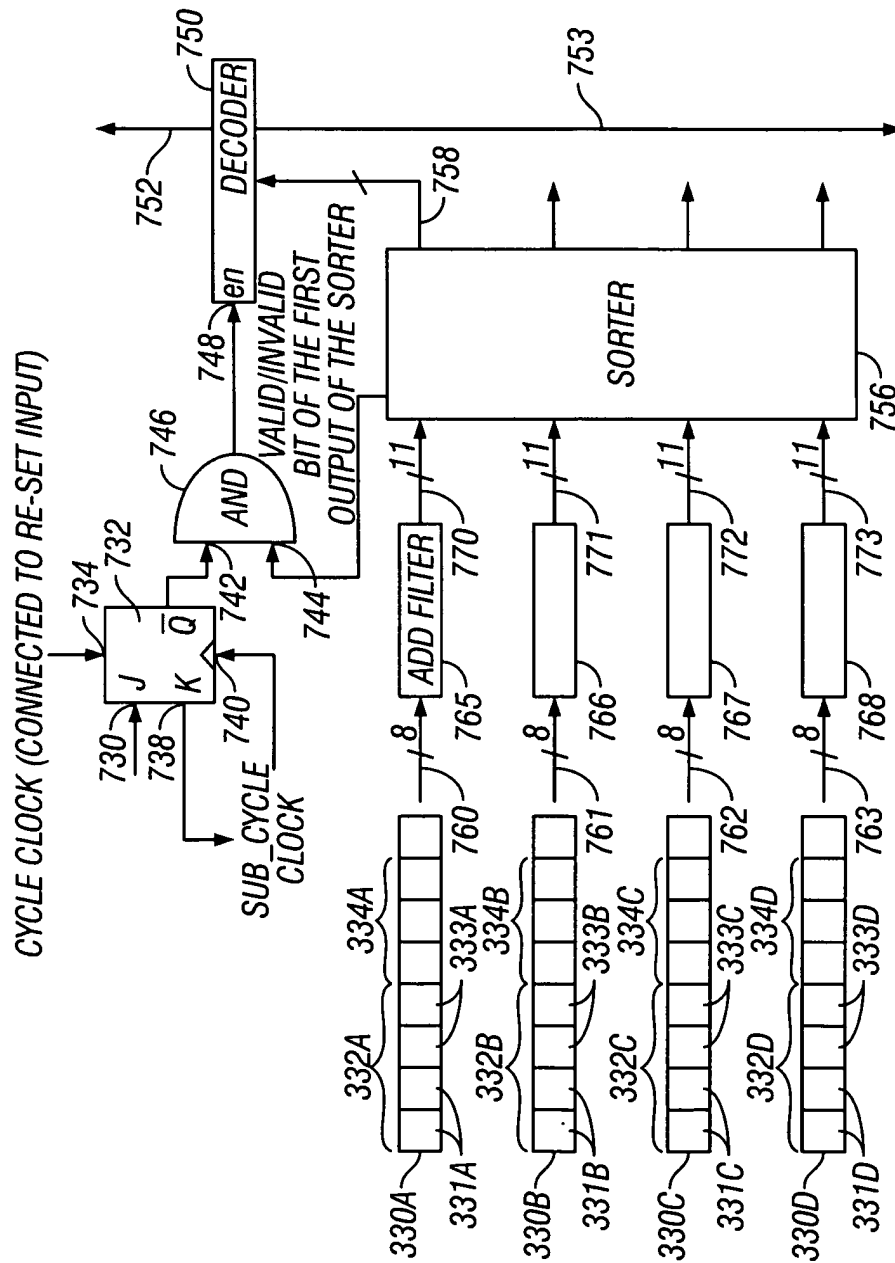 CYCLE CLOCK (CONNECTED TO RE-SET INPUT)
734
732
730
J
Q
738
K
740
SUB_CYCLE
CLOCK
742
744
AND
746
748
en
DECODER
750
752
753
VALID/INVALID
BIT OF THE FIRST
OUTPUT OF THE SORTER
758
SORTER
756
332A
334A
330A
331A
333A
8
760
ADD FILTER
765
11
770
332B
334B
330B
331B
333B
8
761
766
11
771
332C
334C
330C
331C
333C
8
762
767
11
772
332D
334D
330D
331D
333D
8
763
768
11
773